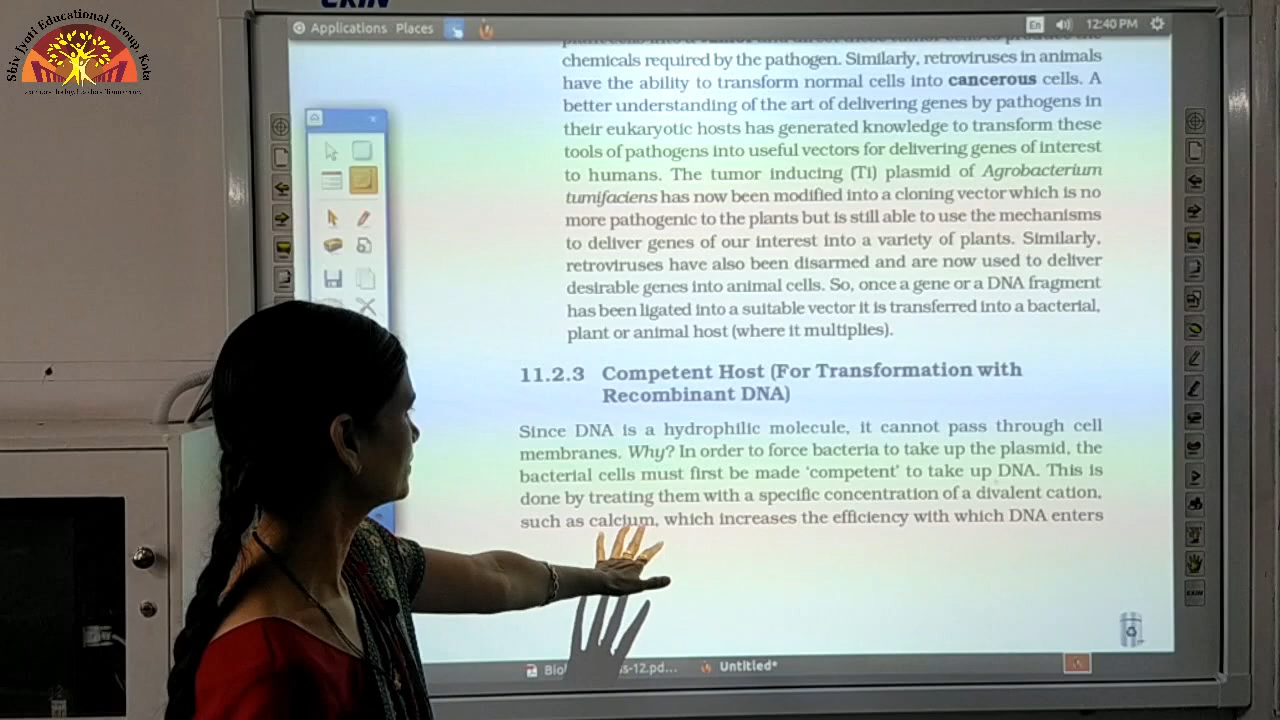 EKIN
Shiv Jyoti Educational Group, Kota
Applications Places
En
12:40 PM
chemicals required by the pathogen. Similarly, retroviruses in animals
have the ability to transform normal cells into cancerous cells. A
better understanding of the art of delivering genes by pathogens in
their eukaryotic hosts has generated knowledge to transform these
tools of pathogens into useful vectors for delivering genes of interest
to humans. The tumor inducing (Ti) plasmid of Agrobacterium
tumifaciens has now been modified into a cloning vector which is no
more pathogenic to the plants but is still able to use the mechanisms
to deliver genes of our interest into a variety of plants. Similarly,
retroviruses have also been disarmed and are now used to deliver
desirable genes into animal cells. So, once a gene or a DNA fragment
has been ligated into a suitable vector it is transferred into a bacterial,
plant or animal host (where it multiplies).
11.2.3 Competent Host (For Transformation with
Recombinant DNA)
Since DNA is a hydrophilic molecule, it cannot pass through cell
membranes. Why? In order to force bacteria to take up the plasmid, the
bacterial cells must first be made ‘competent’ to take up DNA. This is
done by treating them with a specific concentration of a divalent cation,
such as calcium, which increases the efficiency with which DNA enters
Bio ss-12.pd... Untitled*
EKIN